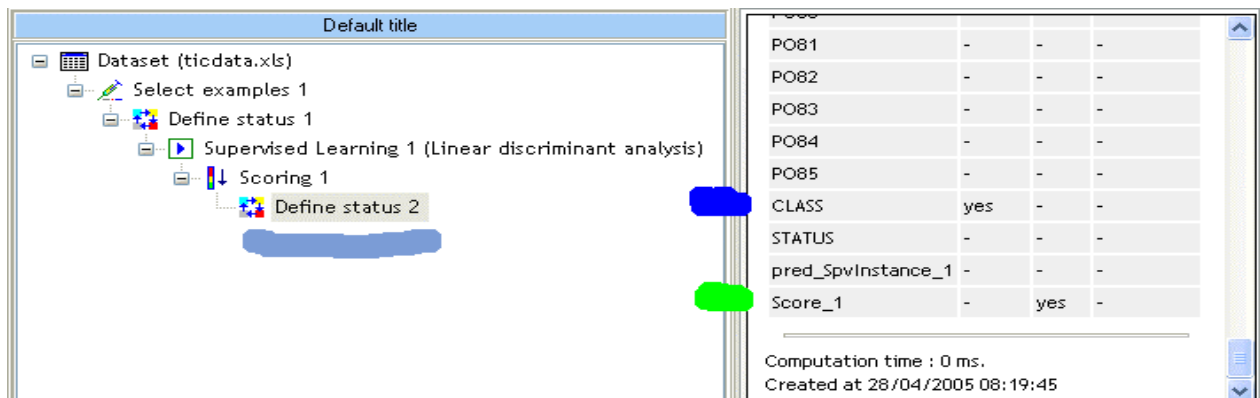 Default title
Dataset (ticdata.xls)
Select examples 1
Define status 1
Supervised Learning 1 (Linear discriminant analysis)
Scoring 1
Define status 2
PO81 - - -
PO82 - - -
PO83 - - -
PO84 - - -
PO85 - - -
CLASS yes - -
STATUS - - -
pred_SpvInstance_1 - - -
Score_1 - yes -
Computation time : 0 ms.
Created at 28/04/2005 08:19:45